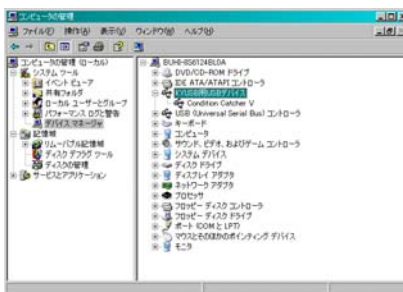 コンピュータの管理
ファイル(F) 操作(A) 表示(V) ウィンドウ(W) ヘルプ(H)
コンピュータの管理 (ローカル)
システム ツール
イベント ビューア
共有フォルダ
ローカル ユーザーとグループ
パフォーマンス ログと警告
デバイス マネージャ
記憶域
リムーバブル記憶域
ディスク デフラグ ツール
ディスクの管理
サービスとアプリケーション
DVD/CD-ROM ドライブ
IDE ATA/ATAPI コントローラ
KYUSB用USBデバイス
Condition Catcher V
USB (Universal Serial Bus) コントローラ
キーボード
コンピュータ
サウンド、ビデオ、およびゲーム コントローラ
システム デバイス
ディスク ドライブ
ディスプレイ アダプタ
ネットワーク アダプタ
プロセッサ
フロッピー ディスク コントローラ
フロッピー ディスク ドライブ
ポート (COM と LPT)
マウスとそのほかのポインティング デバイス
モニタ